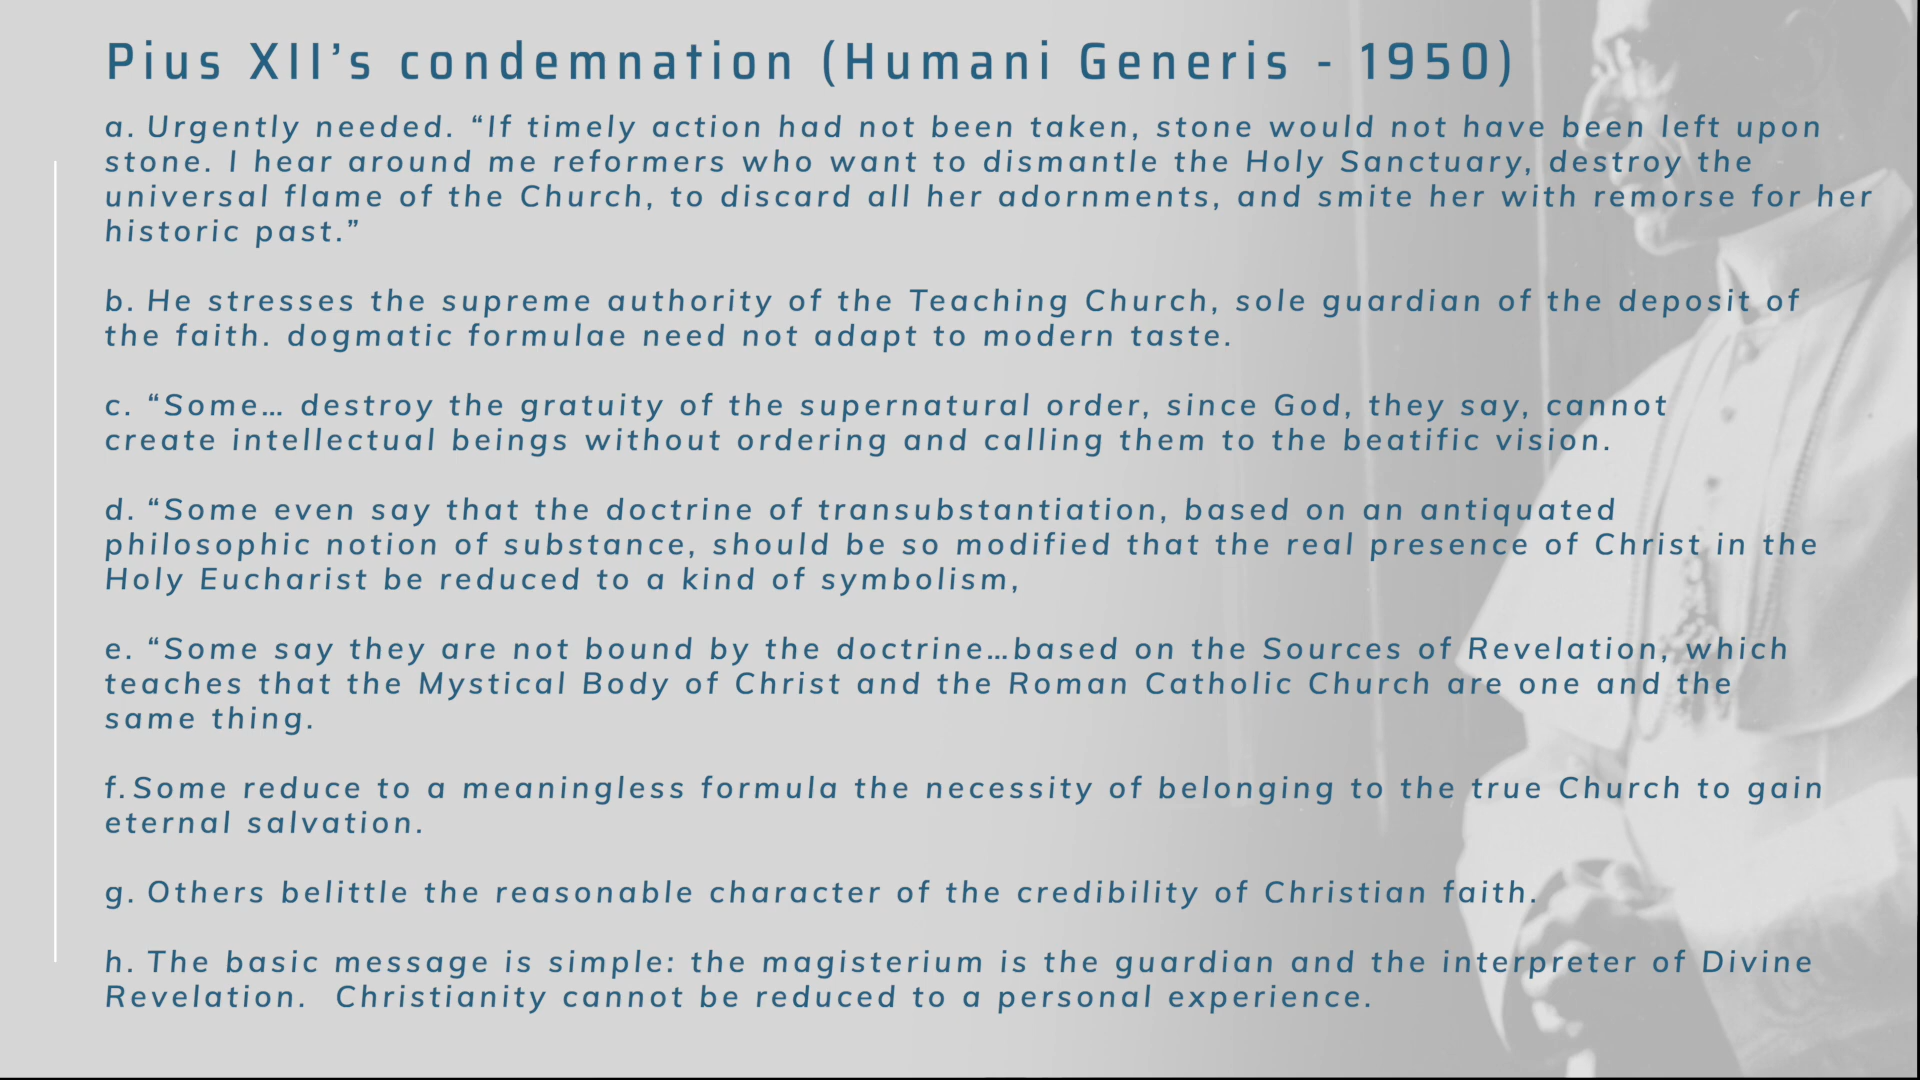 Pius XII’s condemnation (Humani Generis - 1950)
a. Urgently needed. “If timely action had not been taken, stone would not have been left upon
stone. I hear around me reformers who want to dismantle the Holy Sanctuary, destroy the
universal flame of the Church, to discard all her adornments, and smite her with remorse for her
historic past.”
b. He stresses the supreme authority of the Teaching Church, sole guardian of the deposit of
the faith. dogmatic formulae need not adapt to modern taste.
c. “Some… destroy the gratuity of the supernatural order, since God, they say, cannot
create intellectual beings without ordering and calling them to the beatific vision.
d. “Some even say that the doctrine of transubstantiation, based on an antiquated
philosophic notion of substance, should be so modified that the real presence of Christ in the
Holy Eucharist be reduced to a kind of symbolism,
e. “Some say they are not bound by the doctrine…based on the Sources of Revelation, which
teaches that the Mystical Body of Christ and the Roman Catholic Church are one and the
same thing.
f. Some reduce to a meaningless formula the necessity of belonging to the true Church to gain
eternal salvation.
g. Others belittle the reasonable character of the credibility of Christian faith.
h. The basic message is simple: the magisterium is the guardian and the interpreter of Divine
Revelation.  Christianity cannot be reduced to a personal experience.